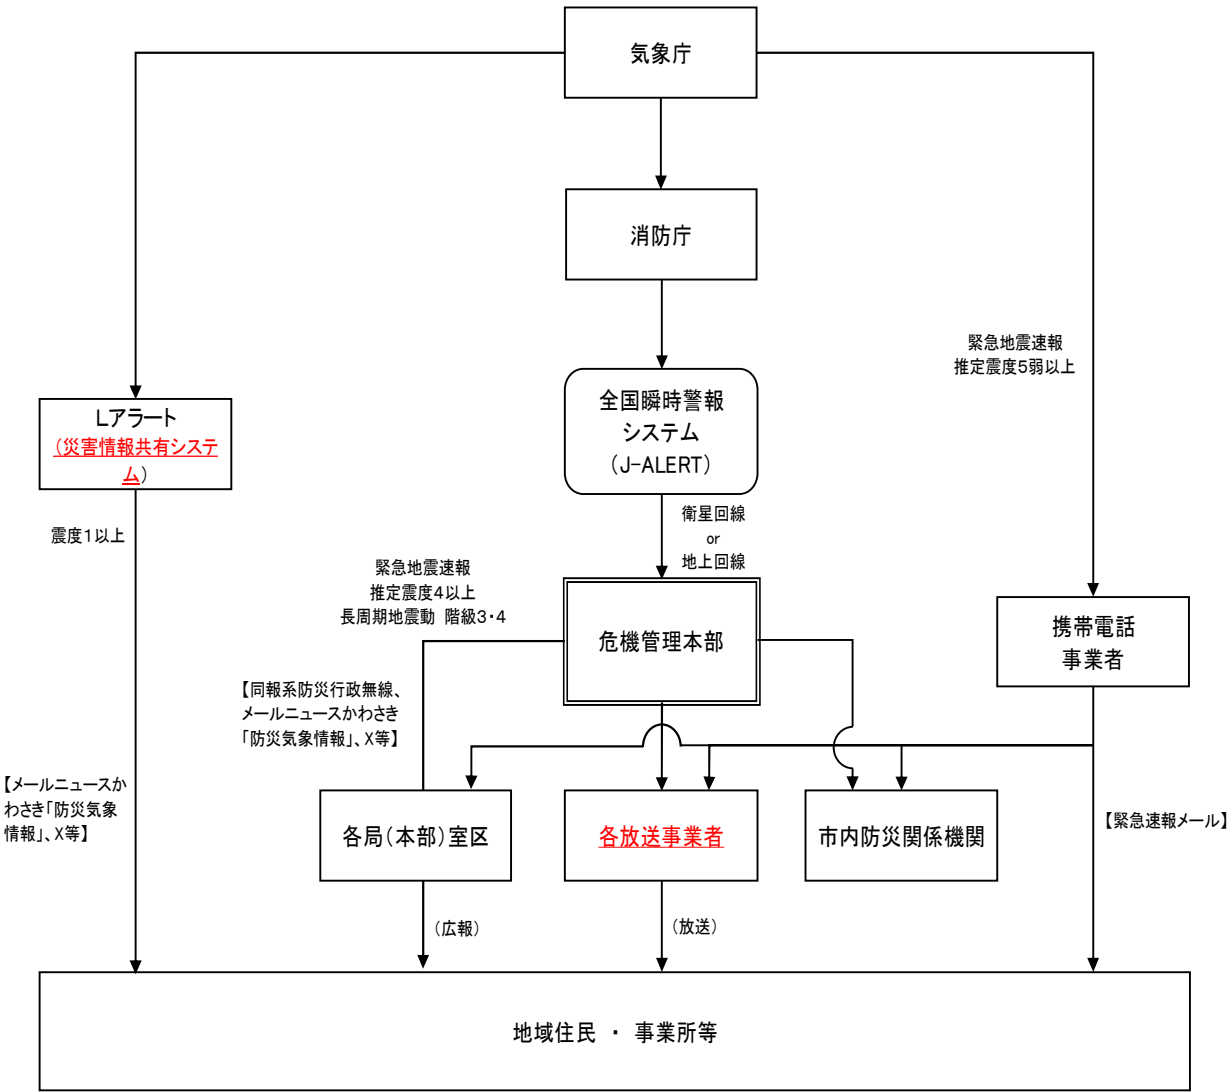 気象庁
消防庁
緊急地震速報
推定震度5弱以上
全国瞬時警報
システム
（J-ALERT）
Lアラート
（災害情報共有システ
ム）
衛星回線
or
地上回線
震度1以上
緊急地震速報
推定震度4以上
長周期地震動 階級3・4
危機管理本部
携帯電話
事業者
【同報系防災行政無線、
メールニュースかわさき
「防災気象情報」、X等】
【メールニュースか
わさき「防災気象
情報」、X等】
各局（本部）室区
各放送事業者
市内防災関係機関
【緊急速報メール】
（広報）
（放送）
地域住民 ・ 事業所等